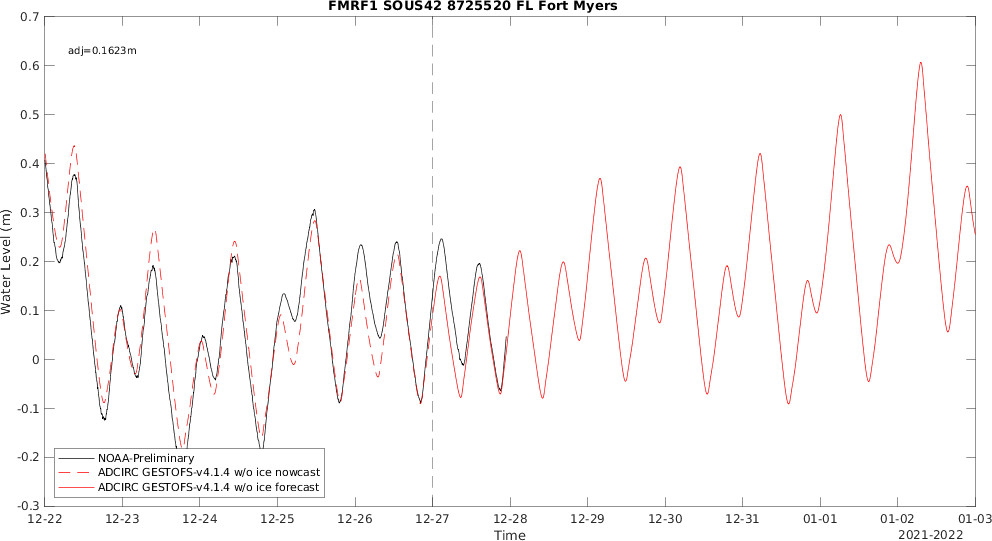 FMRF1 SOUS42 8725520 FL Fort Myers
0.7
adj=0.1623m
0.6
0.5
0.4
0.3
0.2
0.1
0
-0.1
-0.2
-0.3
Water Level (m)
NOAA-Preliminary
ADCIRC GESTOFS-v4.1.4 w/o ice nowcast
ADCIRC GESTOFS-v4.1.4 w/o ice forecast
12-22 12-23 12-24 12-25 12-26 12-27 12-28 12-29 12-30 12-31 01-01 01-02 01-03
Time
2021-2022